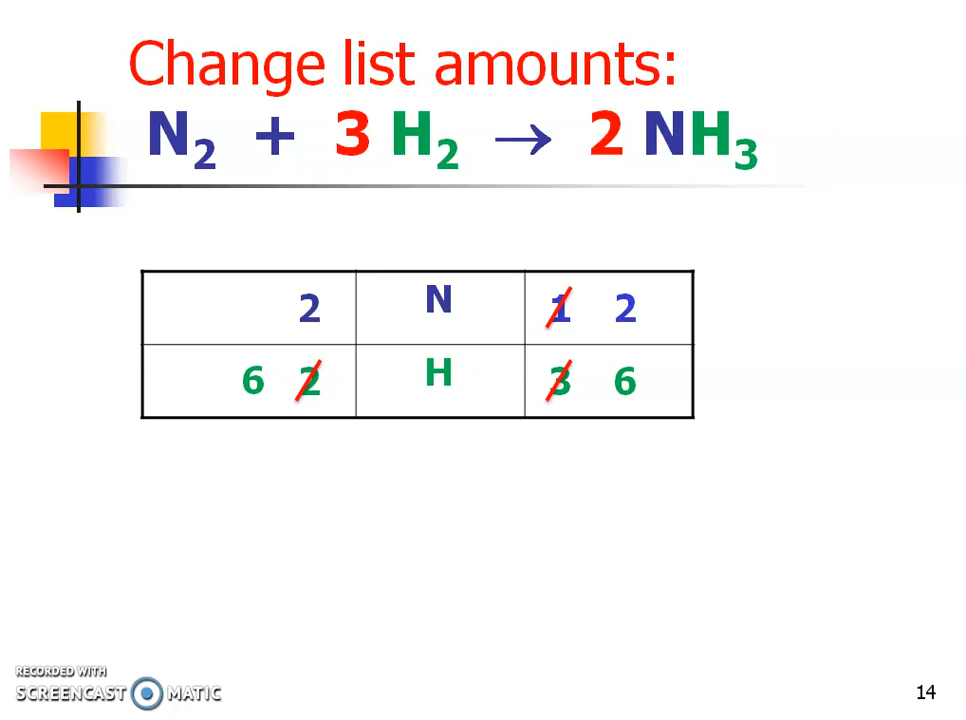 Change list amounts:
N₂ + 3 H₂ → 2 NH₃
2 N 1 2
6 2 H 3 6
RECORDED WITH
SCREENCAST MATIC
14